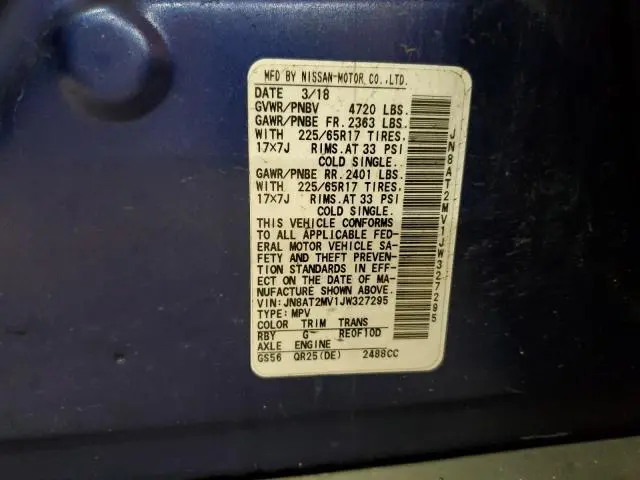 MFD BY NISSAN-MOTOR CO.,LTD.
DATE 3/18
GVWR/PNBV 4720 LBS.
GAWR/PNBE FR. 2363 LBS.
WITH 225/65R17 TIRES,
17×7J RIMS.AT 33 PSI
COLD SINGLE.
GAWR/PNBE RR. 2401 LBS.
WITH 225/65R17 TIRES,
17×7J RIMS.AT 33 PSI
COLD SINGLE.
THIS VEHICLE CONFORMS
TO ALL APPLICABLE FED-
ERAL MOTOR VEHICLE SA-
FETY AND THEFT PREVEN-
TION STANDARDS IN EFF-
ECT ON THE DATE OF MA-
NUFACTURE SHOWN ABOVE.
VIN:JN8AT2MV1JW327295
TYPE: MPV
COLOR TRIM TRANS
RBY G RE0F10D
AXLE ENGINE
GS56 QR25(DE) 2488CC
JN8AT2MV1JW327295